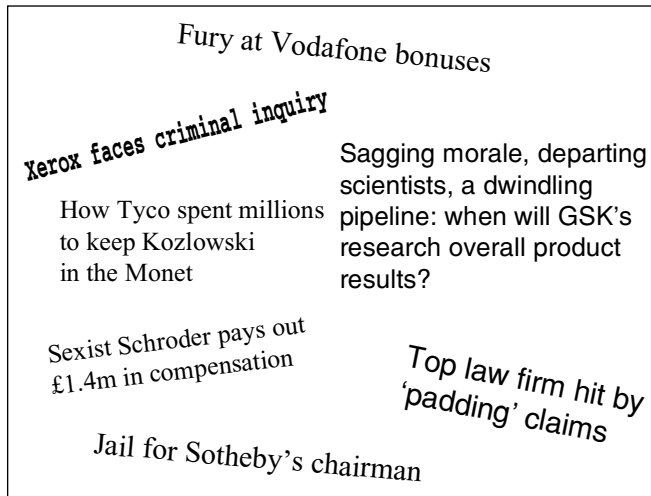 Fury at Vodafone bonuses
Xerox faces criminal inquiry
How Tyco spent millions
to keep Kozlowski
in the Monet
Sagging morale, departing
scientists, a dwindling
pipeline: when will GSK's
research overall product
results?
Sexist Schroder pays out
£1.4m in compensation
Top law firm hit by
‘padding’ claims
Jail for Sotheby's chairman